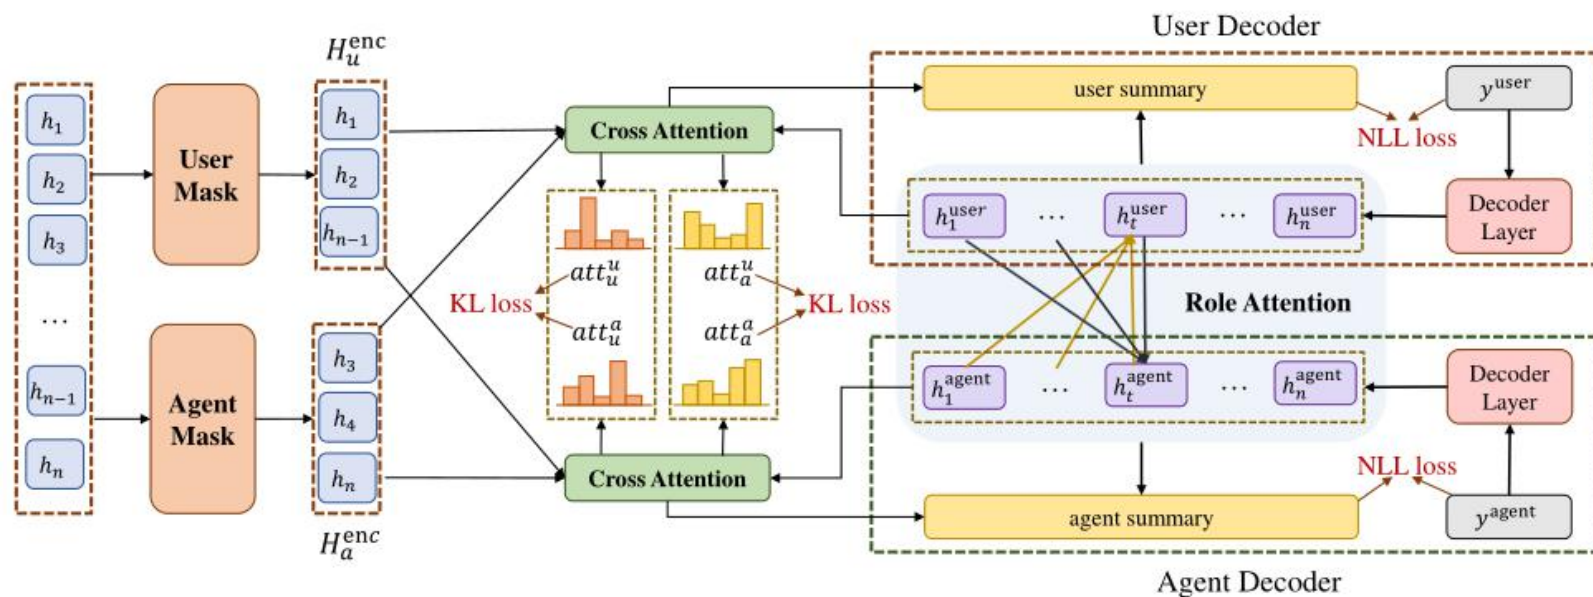 User Decoder
H_u^enc
h_1
h_2
h_3
...
h_{n-1}
h_n
User
Mask
Agent
Mask
h_1
h_2
h_{n-1}
h_3
h_4
h_n
H_a^enc
Cross Attention
att_u^u
att_a^u
KL loss
KL loss
att_u^a
att_a^a
Cross Attention
user summary
y^user
NLL loss
h_1^user ... h_t^user ... h_n^user
Decoder
Layer
Role Attention
h_1^agent ... h_t^agent ... h_n^agent
Decoder
Layer
NLL loss
agent summary
y^agent
Agent Decoder